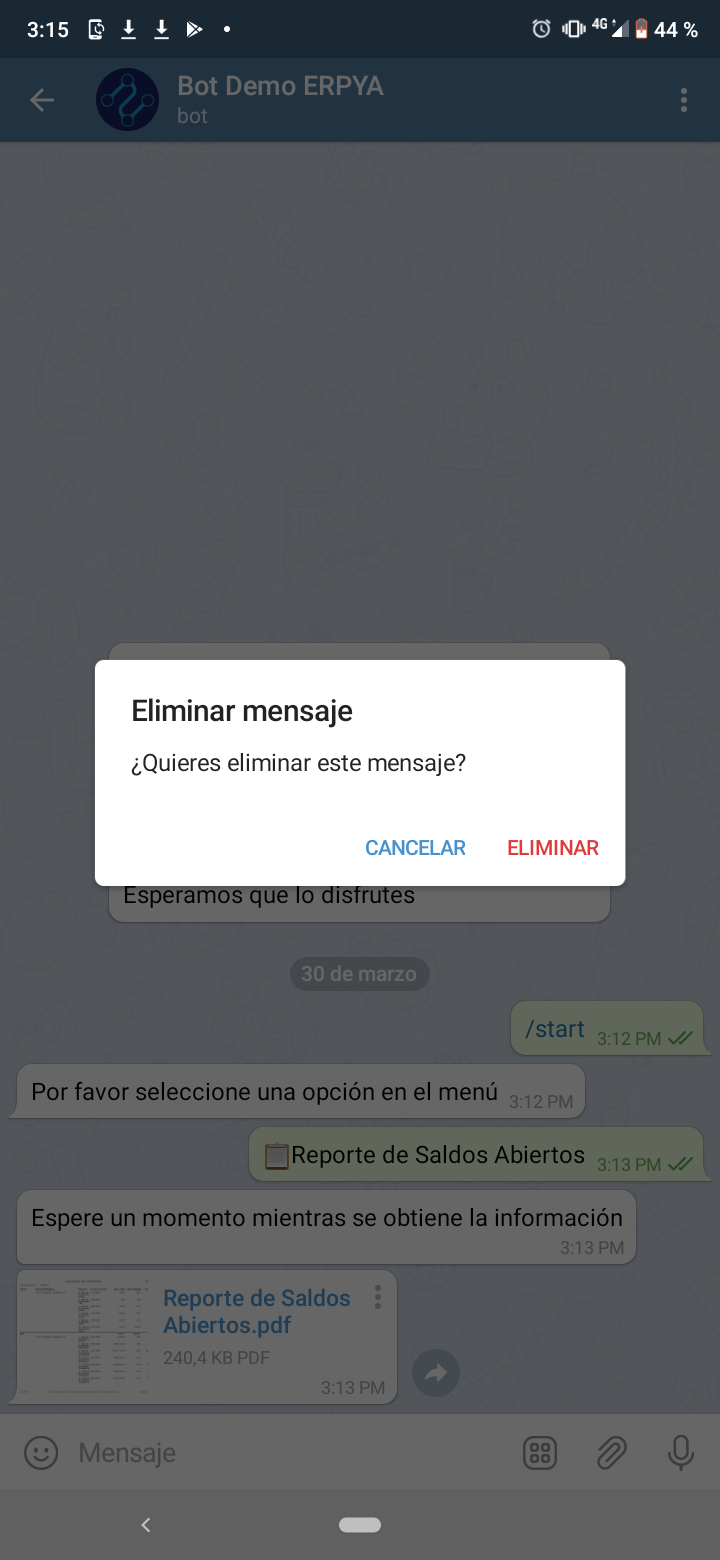 3:15
4G
44 %
Bot Demo ERPYA
bot
Eliminar mensaje
¿Quieres eliminar este mensaje?
CANCELAR ELIMINAR
Esperamos que lo disfrutes
30 de marzo
/start 3:12 PM
Por favor seleccione una opción en el menú 3:12 PM
Reporte de Saldos Abiertos 3:13 PM
Espere un momento mientras se obtiene la información
3:13 PM
Reporte de Saldos
Abiertos.pdf
240,4 KB PDF
3:13 PM
Mensaje